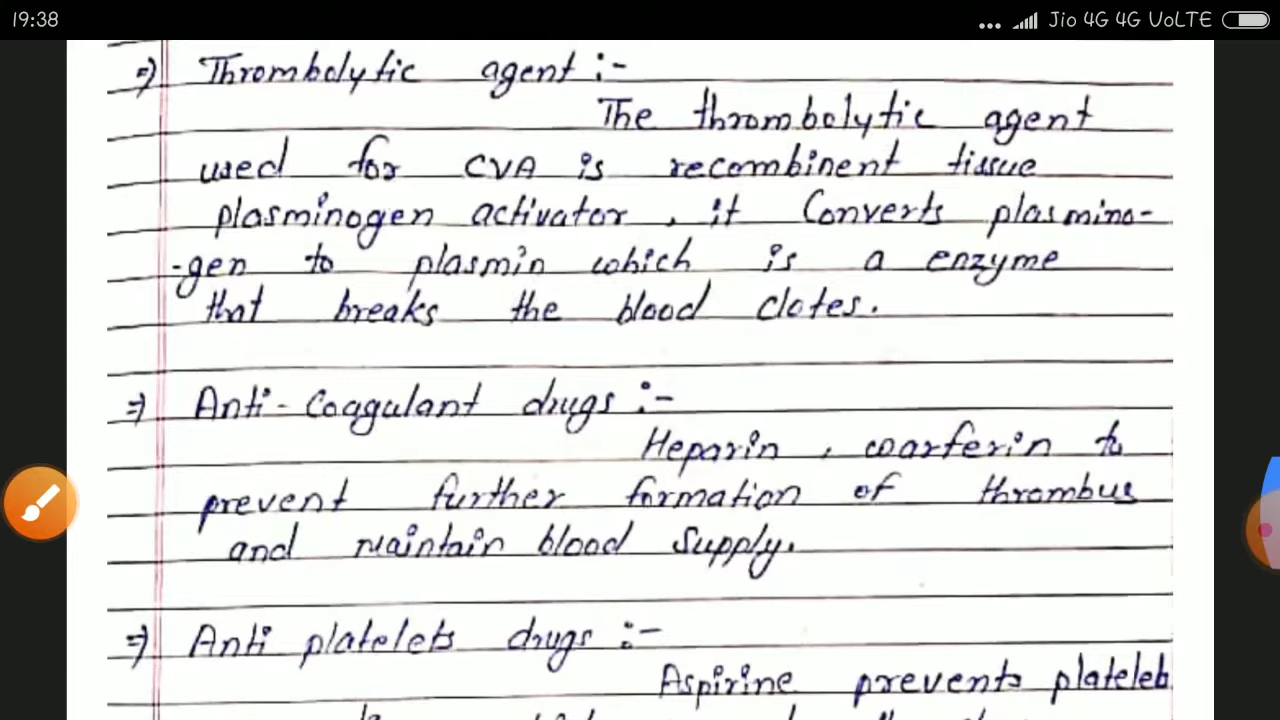 19:38
... Jio 4G 4G VoLTE
⇒) Thrombolytic agent :-
The thrombolytic agent
used for CVA is recombinent tissue
plasminogen activator, it Converts plasmino-
-gen to plasmin which is a enzyme
that breaks the blood clotes.
⇒) Anti-Coagulant drugs :-
Heparin, warferin to
prevent further formation of thrombus
and Maintain blood Supply.
⇒) Anti platelets drugs :-
Aspirine prevents platelets